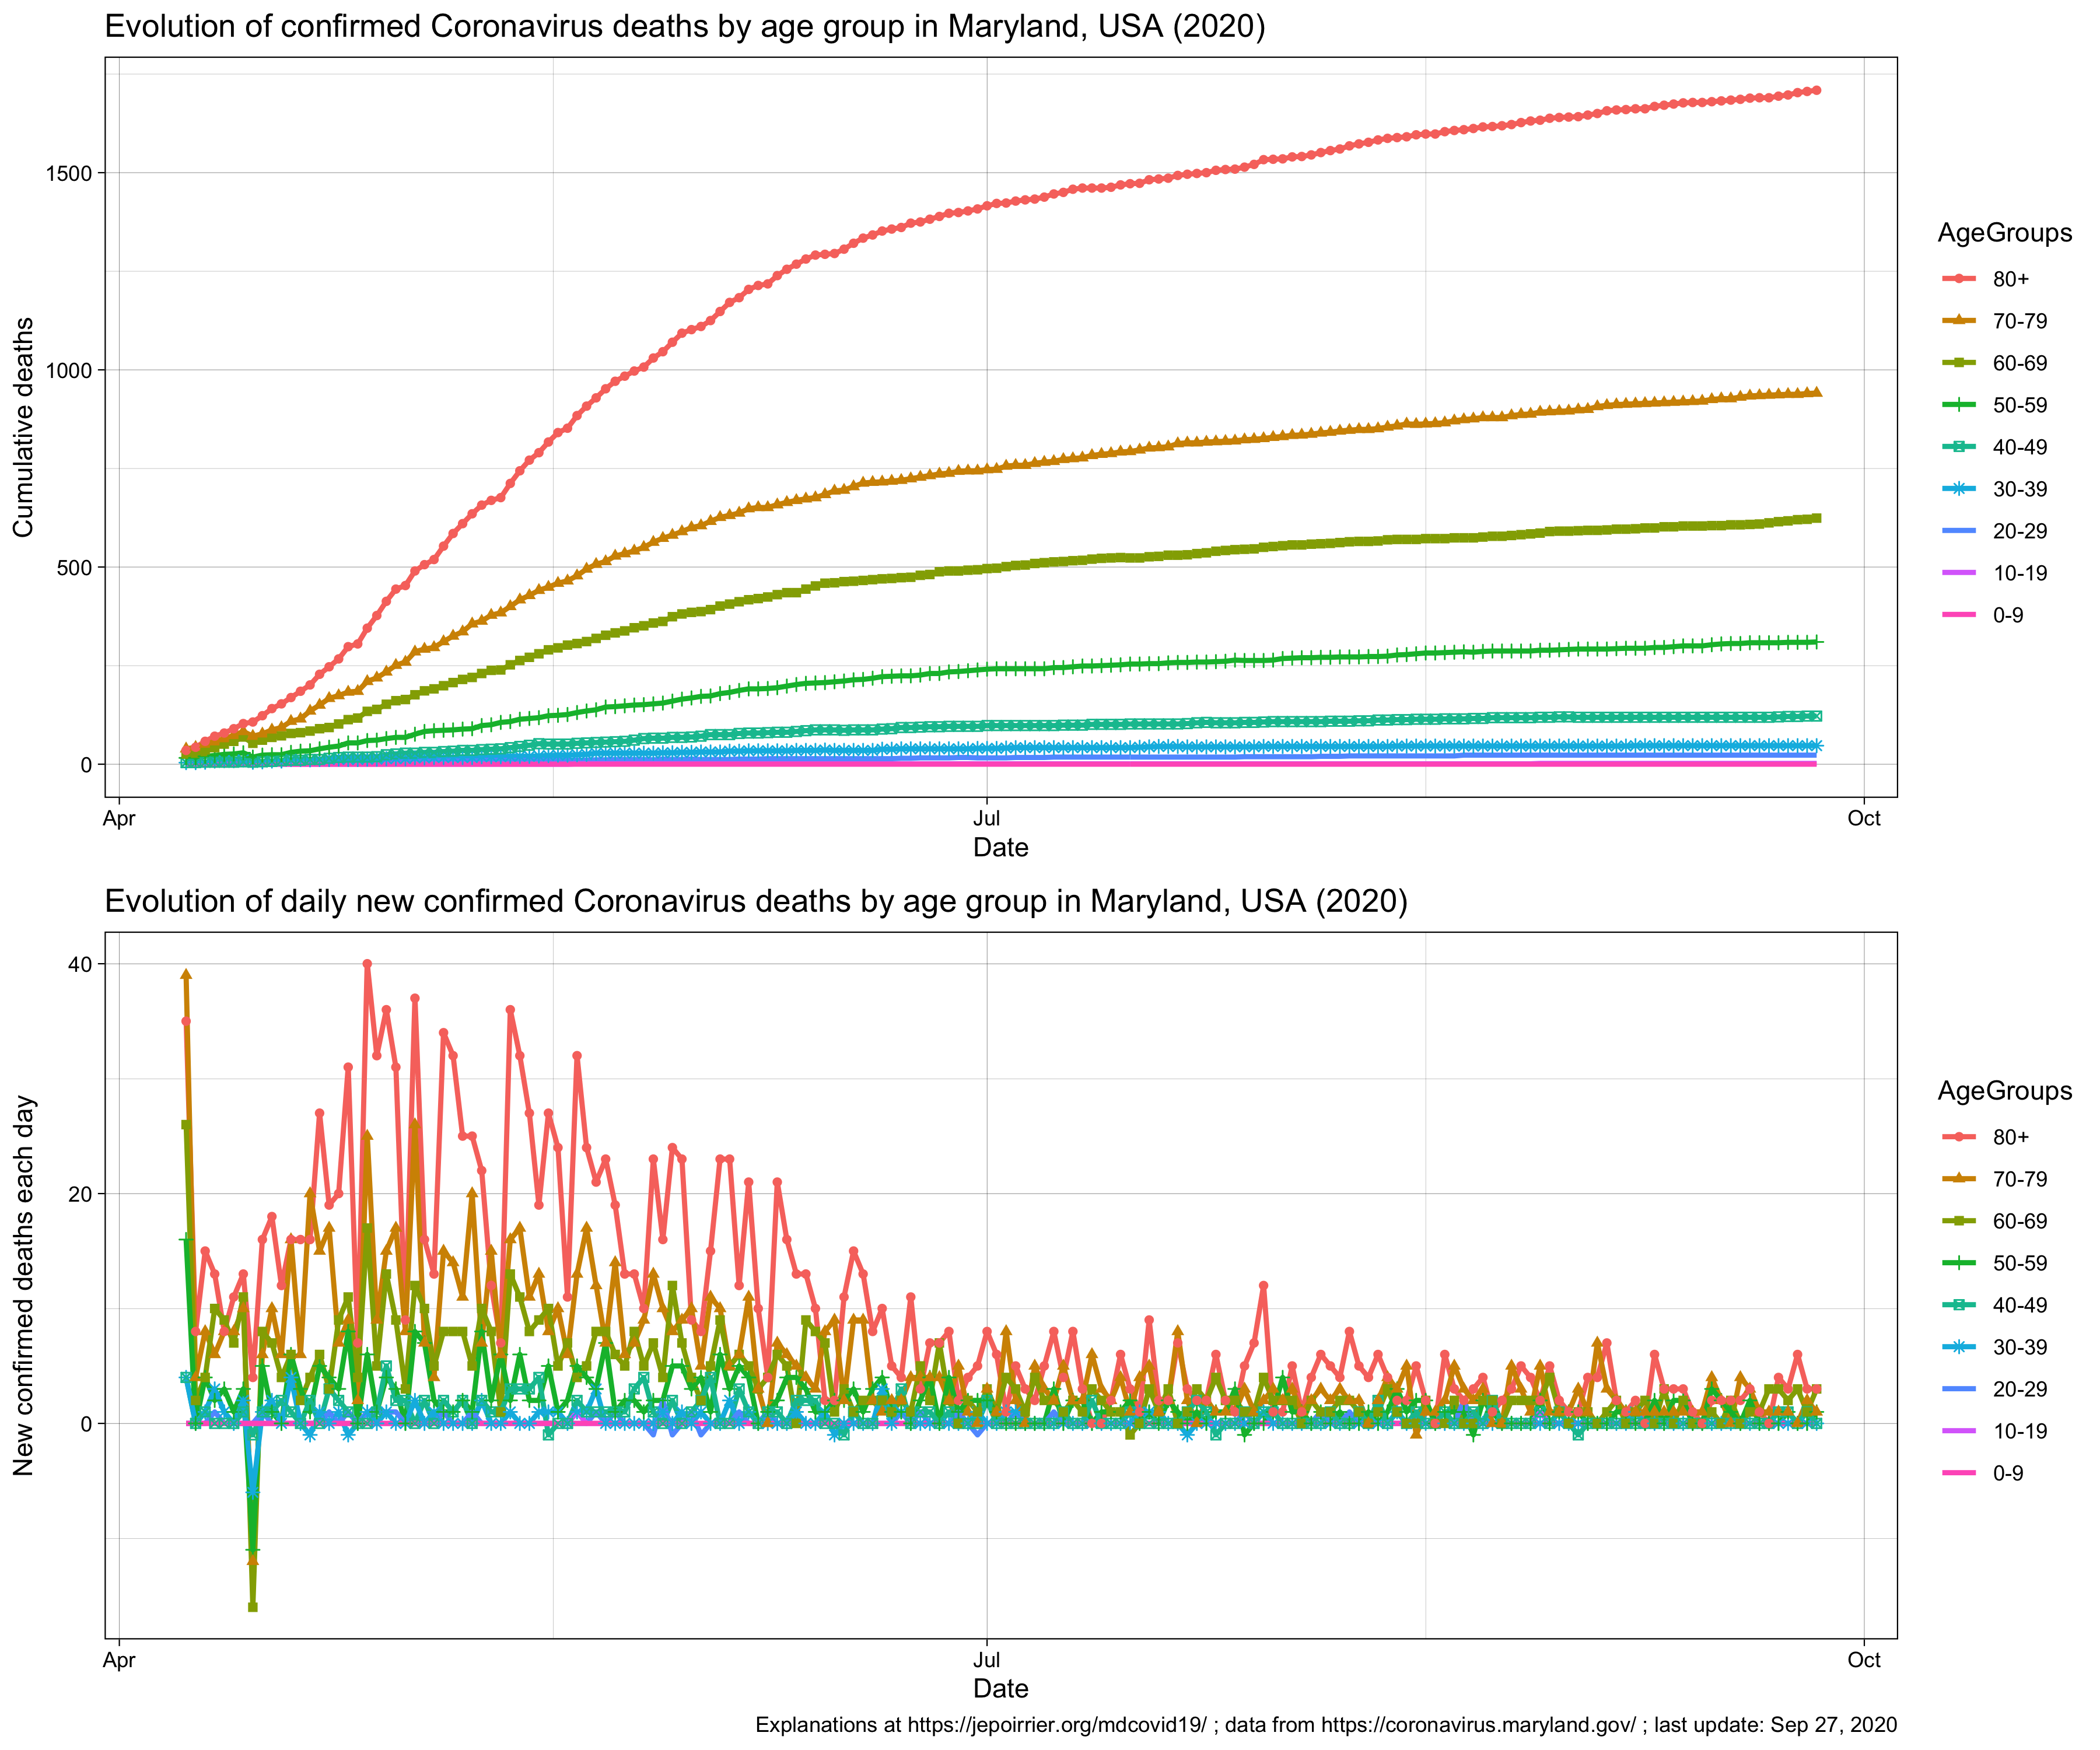 Evolution of confirmed Coronavirus deaths by age group in Maryland, USA (2020)
Cumulative deaths
1500
1000
500
0
Apr
Jul
Oct
Date
AgeGroups
80+
70-79
60-69
50-59
40-49
30-39
20-29
10-19
0-9
Evolution of daily new confirmed Coronavirus deaths by age group in Maryland, USA (2020)
New confirmed deaths each day
40
20
0
Apr
Jul
Oct
Date
AgeGroups
80+
70-79
60-69
50-59
40-49
30-39
20-29
10-19
0-9
Explanations at https://jepoirrier.org/mdcovid19/ ; data from https://coronavirus.maryland.gov/ ; last update: Sep 27, 2020